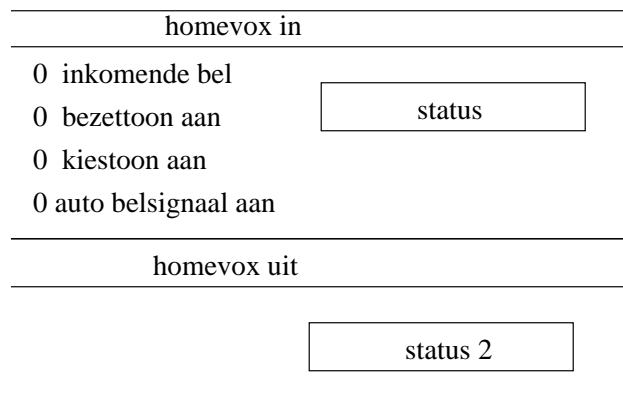 homevox in
0 inkomende bel
status
0 bezettoon aan
0 kiestoon aan
0 auto belsignaal aan
homevox uit
status 2